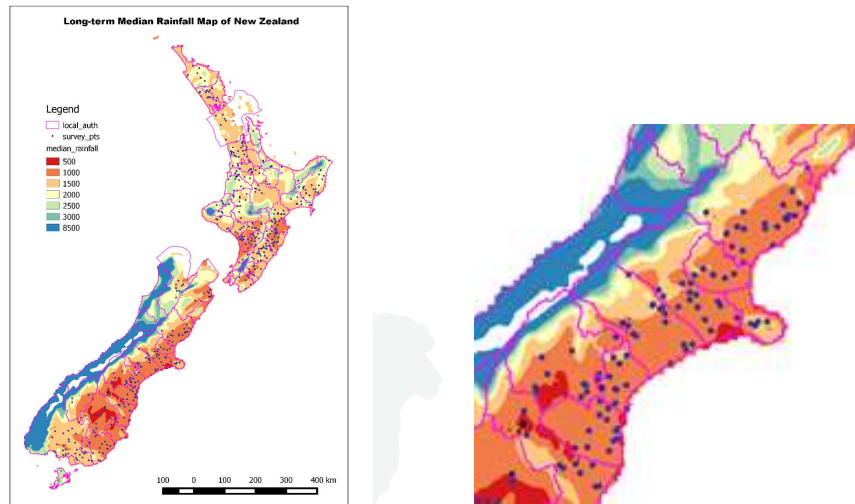 Long-term Median Rainfall Map of New Zealand
Legend
local_auth
survey_pts
median_rainfall
500
1000
1500
2000
2500
3000
8500
100 0 100 200 300 400 km